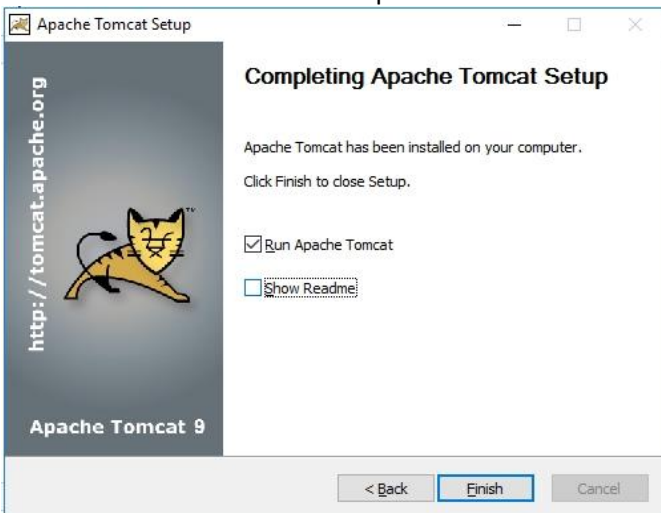 Apache Tomcat Setup
http://tomcat.apache.org
Apache Tomcat 9
Completing Apache Tomcat Setup
Apache Tomcat has been installed on your computer.
Click Finish to close Setup.
Run Apache Tomcat
Show Readme
< Back
Finish
Cancel